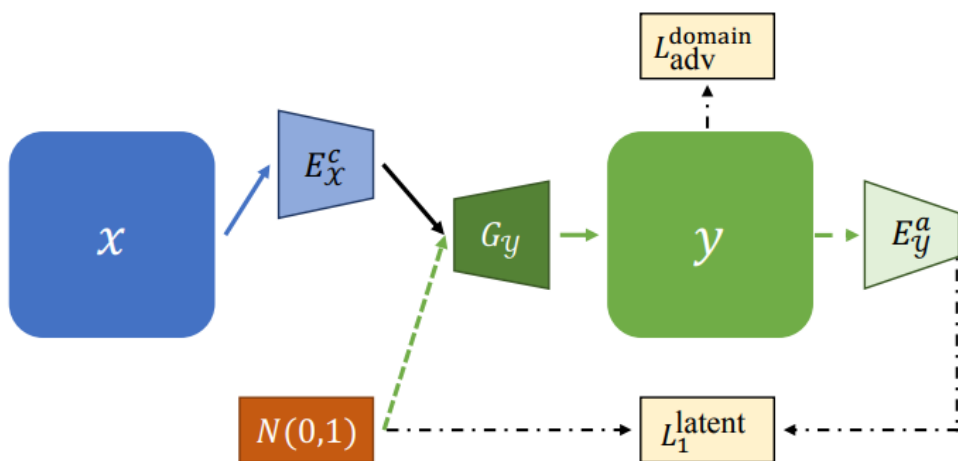 L_adv^domain
x
E_𝒳^c
G_𝒴
y
E_𝒴^a
N(0,1)
L_1^latent